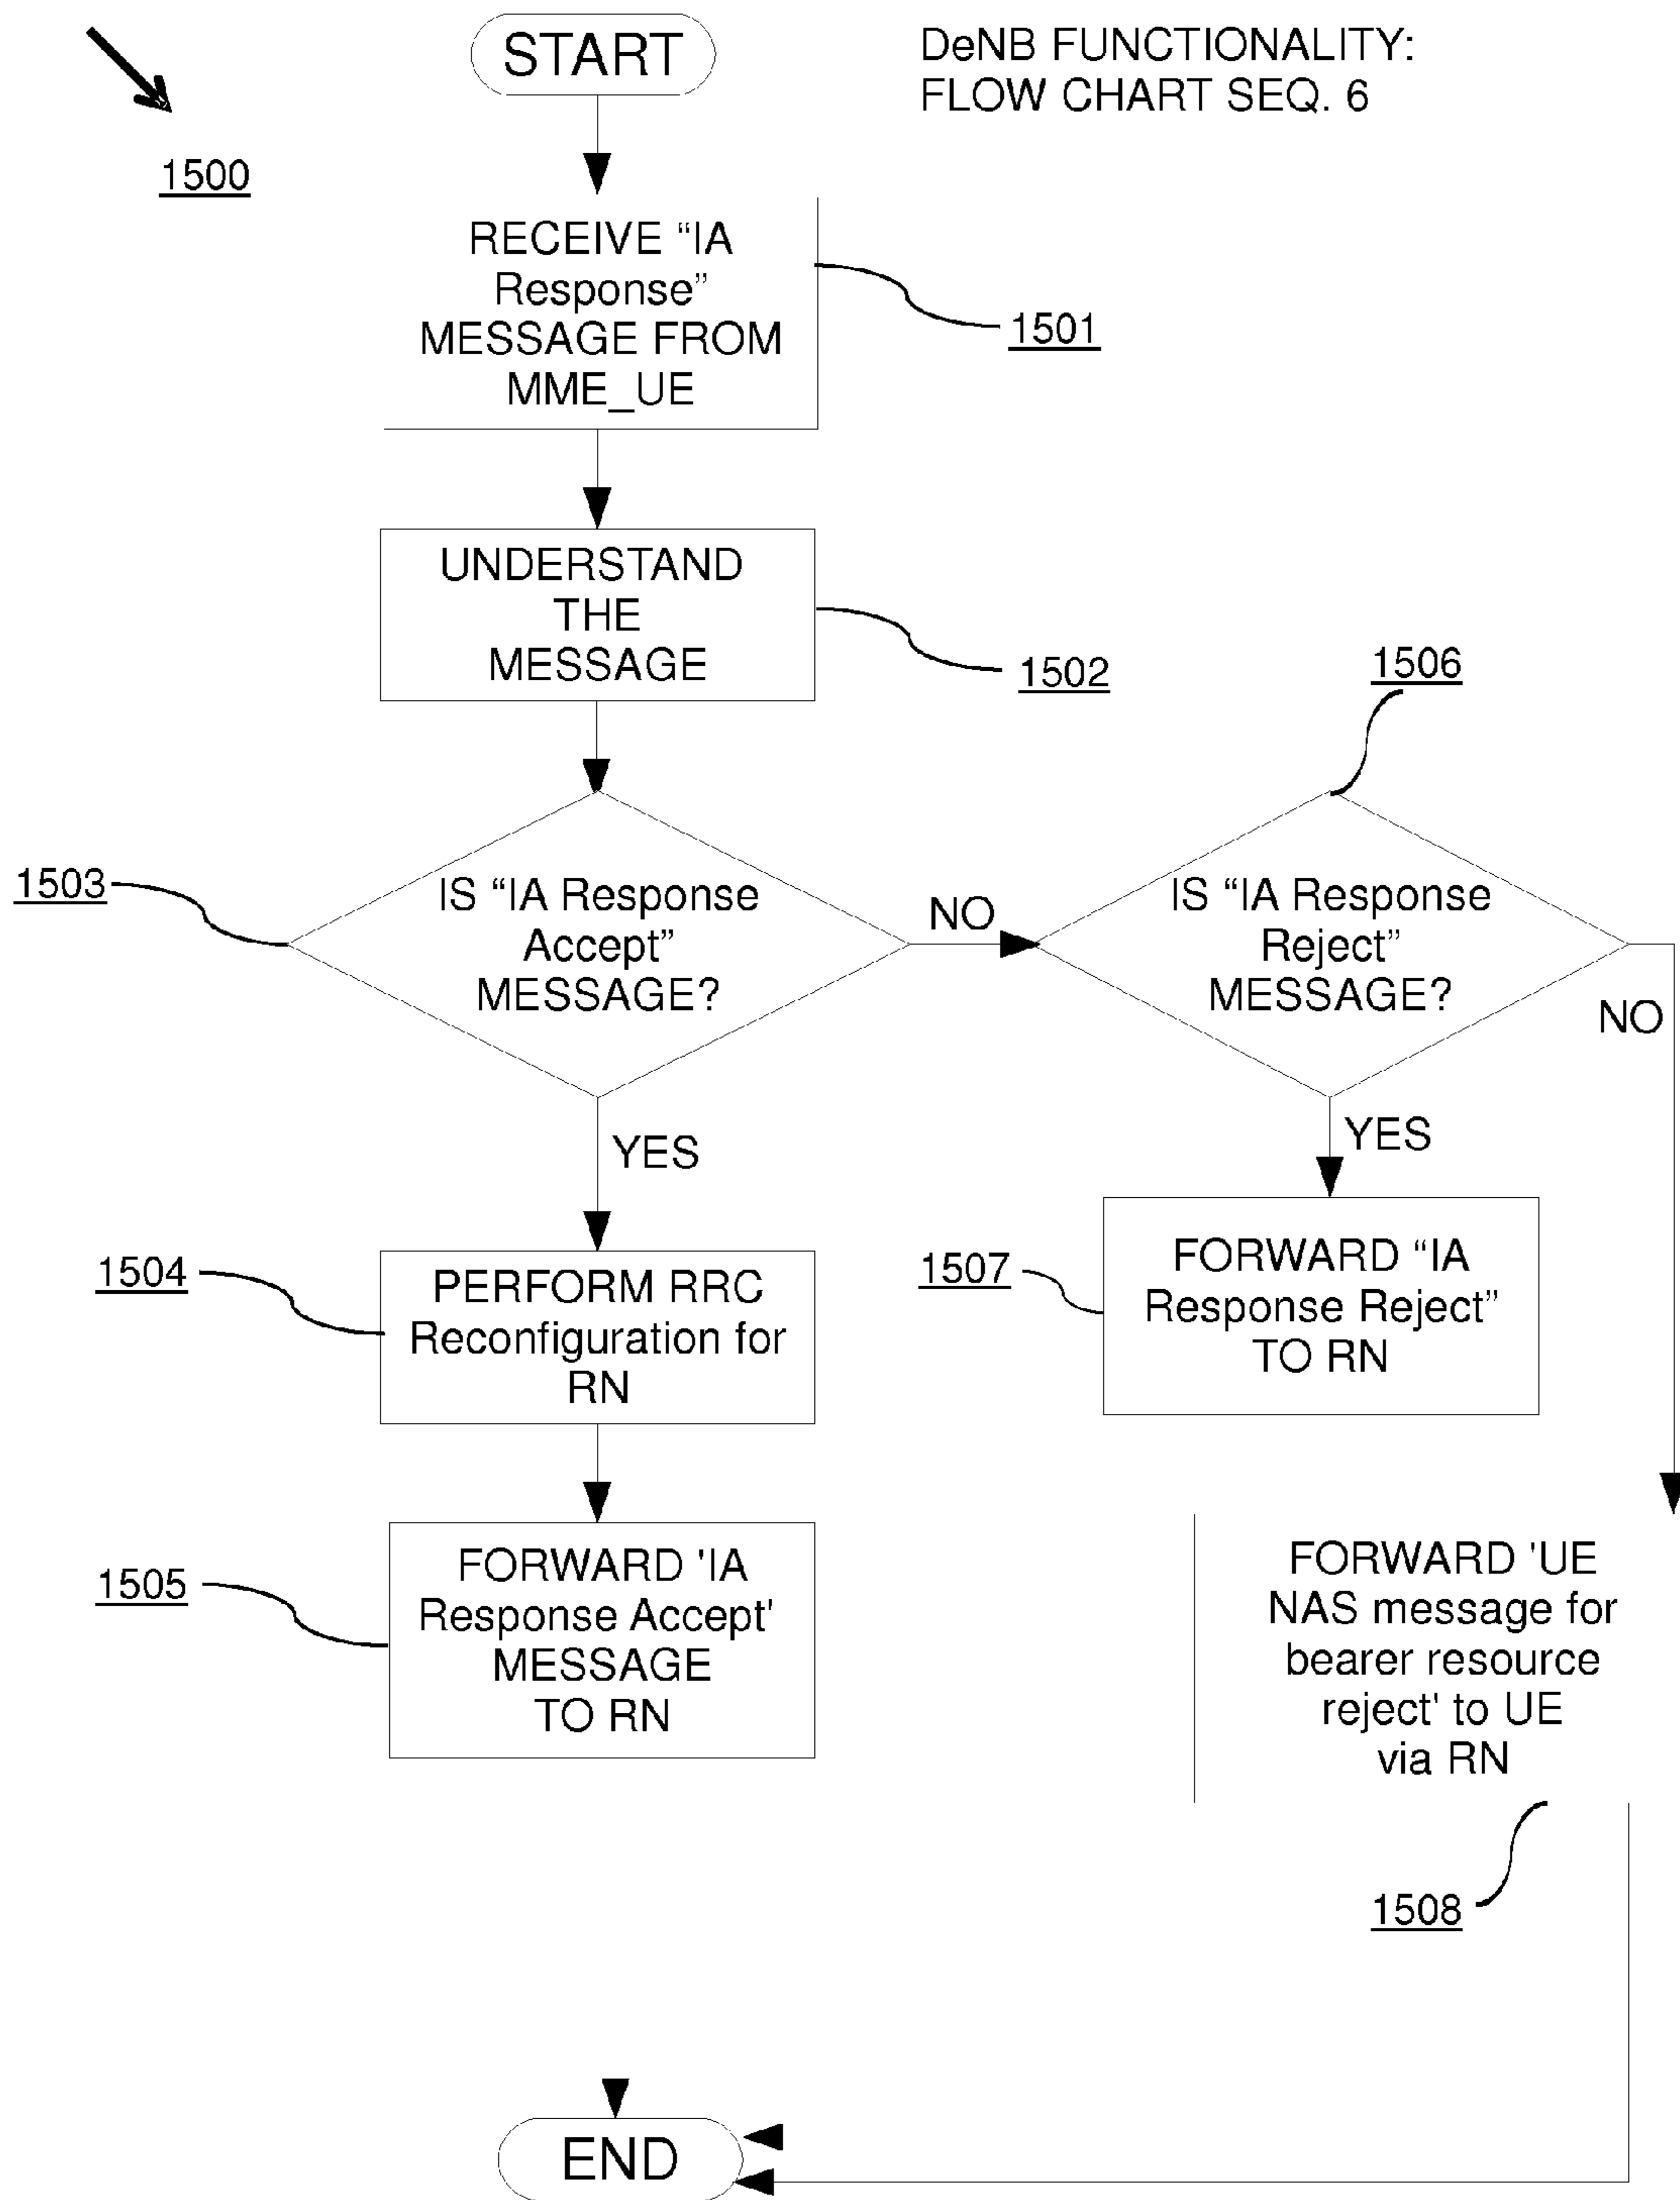 START
DeNB FUNCTIONALITY:
FLOW CHART SEQ. 6
1500
RECEIVE “IA
Response”
MESSAGE FROM
MME_UE
1501
UNDERSTAND
THE
MESSAGE
1502
1506
1503
IS “IA Response
Accept”
MESSAGE?
NO
IS “IA Response
Reject”
MESSAGE?
NO
YES
YES
1504
PERFORM RRC
Reconfiguration for
RN
1507
FORWARD “IA
Response Reject”
TO RN
1505
FORWARD 'IA
Response Accept'
MESSAGE
TO RN
FORWARD 'UE
NAS message for
bearer resource
reject' to UE
via RN
1508
END